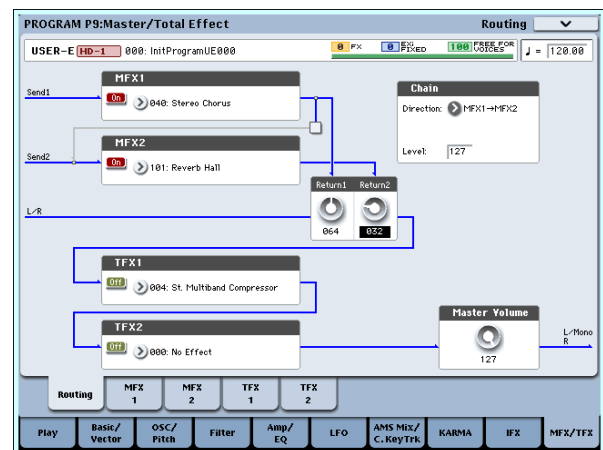 PROGRAM P9:Master/Total Effect Routing
USER-E HD-1 000: InitProgramUE000 0 FX 0 EXi FIXED 100 FREE FOR VOICES ♩ = 120.00
MFX1
Send1
On 040: Stereo Chorus
Chain
Direction: MFX1→MFX2
Level: 127
MFX2
Send2
On 101: Reverb Hall
Return1 Return2
L/R
064 032
TFX1
Off 004: St. Multiband Compressor
TFX2
Off 000: No Effect
Master Volume
127
L/Mono
R
Routing MFX 1 MFX 2 TFX 1 TFX 2
Play Basic/Vector OSC/Pitch Filter Amp/EQ LFO AMS Mix/C.KeyTrk KARMA IFX MFX/TFX